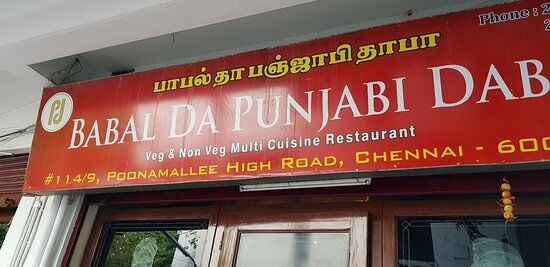 Phone : 2
பாபல் தா பஞ்ஜாபி தாபா
BABAL DA PUNJABI DAB
Veg & Non Veg Multi Cuisine Restaurant
#114/9, POONAMALLEE HIGH ROAD, CHENNAI - 600